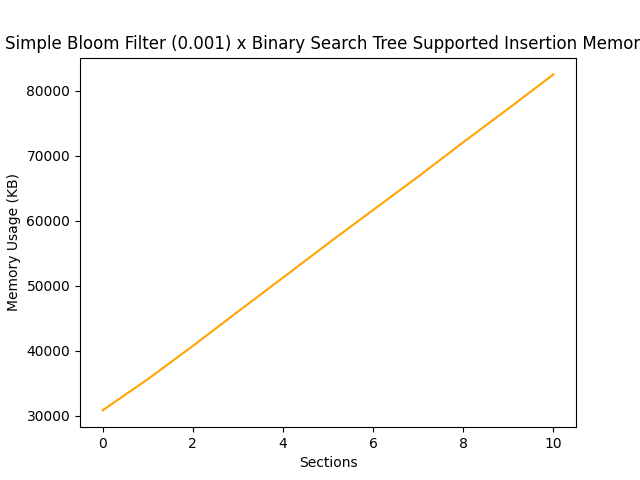 Simple Bloom Filter (0.001) x Binary Search Tree Supported Insertion Memor
80000
70000
60000
50000
40000
30000
Memory Usage (KB)
0 2 4 6 8 10
Sections